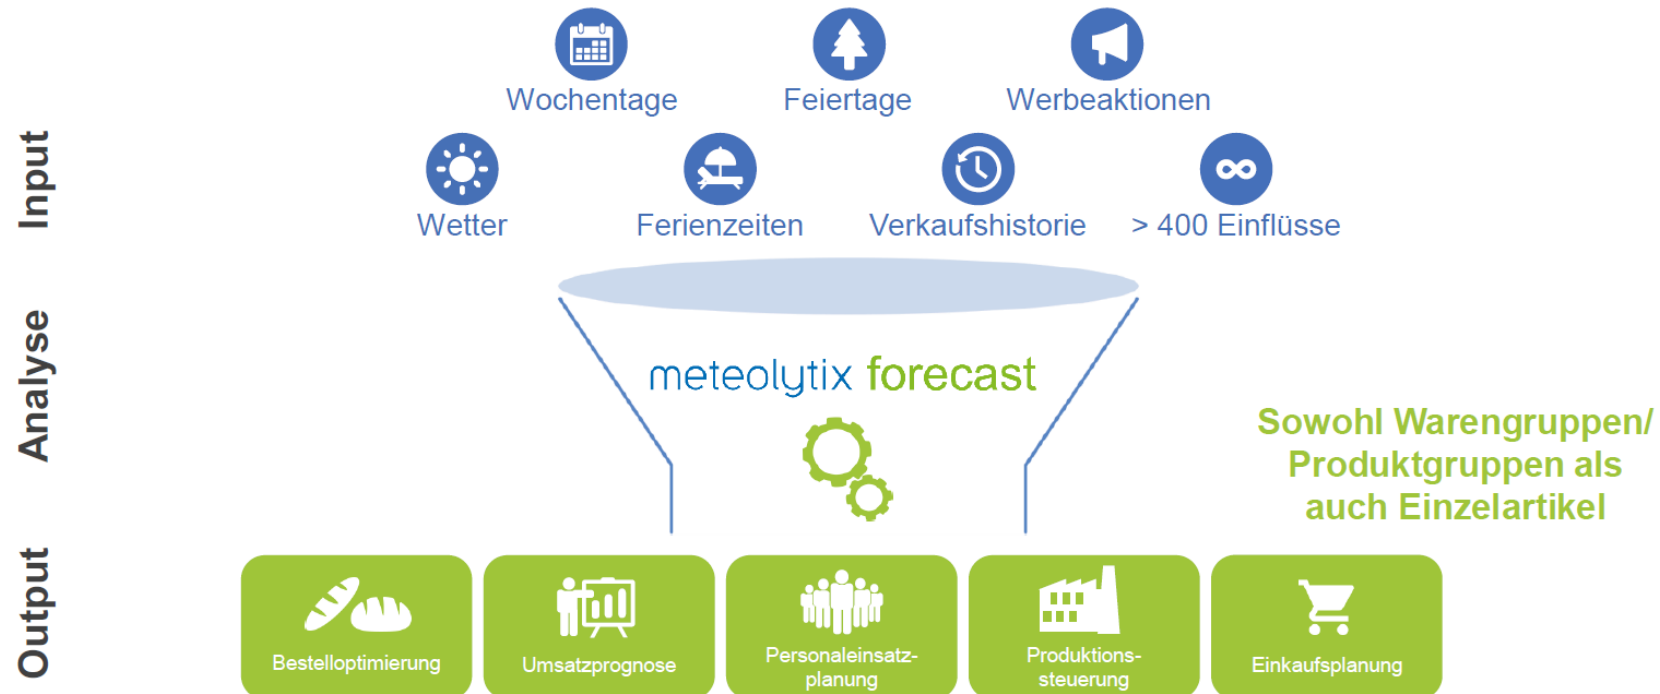 Input
Wochentage
Feiertage
Werbeaktionen
Wetter
Ferienzeiten
Verkaufshistorie
> 400 Einflüsse
Analyse
meteolytix forecast
Sowohl Warengruppen/
Produktgruppen als
auch Einzelartikel
Output
Bestelloptimierung
Umsatzprognose
Personaleinsatz-
planung
Produktions-
steuerung
Einkaufsplanung